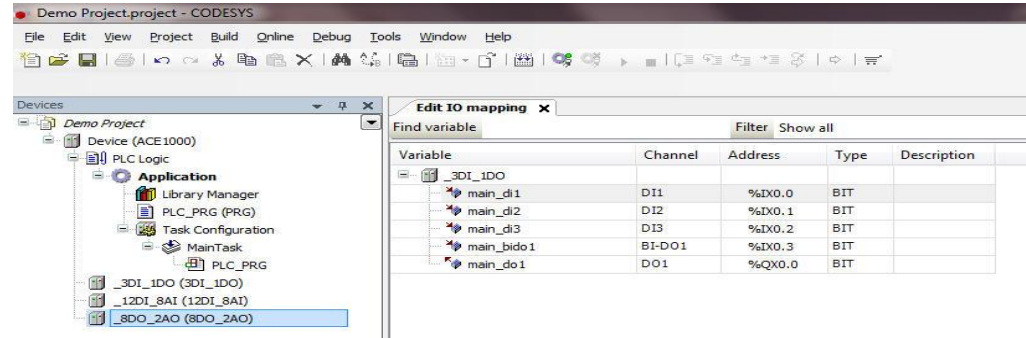 Demo Project.project - CODESYS
File Edit View Project Build Online Debug Tools Window Help
Devices
Demo Project
Device (ACE1000)
PLC Logic
Application
Library Manager
PLC_PRG (PRG)
Task Configuration
MainTask
PLC_PRG
_3DI_1DO (3DI_1DO)
_12DI_8AI (12DI_8AI)
_8DO_2AO (8DO_2AO)
Edit IO mapping
Find variable Filter Show all
Variable Channel Address Type Description
_3DI_1DO
main_di1 DI1 %IX0.0 BIT
main_di2 DI2 %IX0.1 BIT
main_di3 DI3 %IX0.2 BIT
main_bido1 BI-DO1 %IX0.3 BIT
main_do1 DO1 %QX0.0 BIT